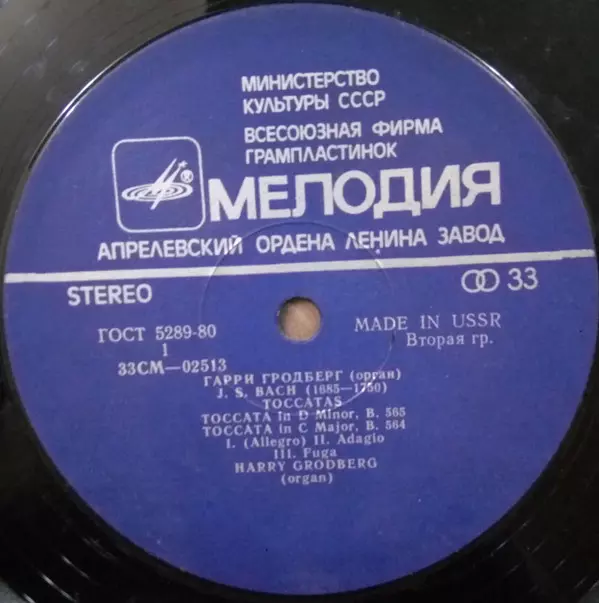 МИНИСТЕРСТВО
КУЛЬТУРЫ СССР
ВСЕСОЮЗНАЯ ФИРМА
ГРАМПЛАСТИНОК
®
МЕЛОДИЯ
АПРЕЛЕВСКИЙ ОРДЕНА ЛЕНИНА ЗАВОД
STEREO
33
ГОСТ 5289-80
MADE IN USSR
1
Вторая гр.
33СМ—02513
ГАРРИ ГРОДБЕРГ (орган)
J. S. BACH (1685—1750)
TOCCATAS
TOCCATA in D Minor, B. 565
TOCCATA in C Major, B. 564
I. (Allegro) II. Adagio
III. Fuga
HARRY GRODBERG
(organ)